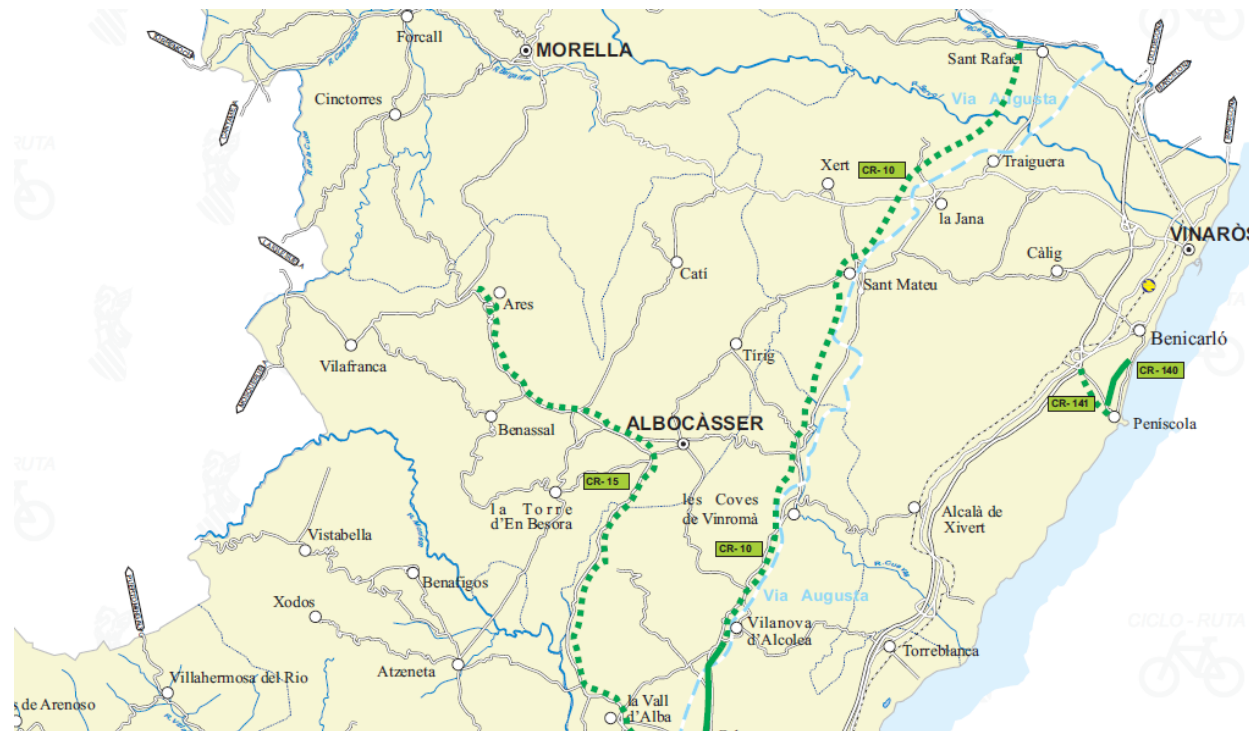 Forcall
MORELLA
Sant Rafael
Cinctorres
Via Augusta
Xert
CR- 10
Traiguera
la Jana
VINARÒS
Càlig
Catí
Sant Mateu
Ares
Vilafranca
Tirig
Benicarló
CR- 140
CR- 141
Peníscola
Benassal
ALBOCÀSSER
CR- 15
la Torre
d'En Besora
les Coves
de Vinromà
Alcalà de
Xivert
Vistabella
CR- 10
Benafigos
Via Augusta
Xodos
Vilanova
d'Alcolea
CICLO - RUTA
Torreblanca
Atzeneta
Villahermosa del Rio
la Vall
d'Alba
s de Arenoso